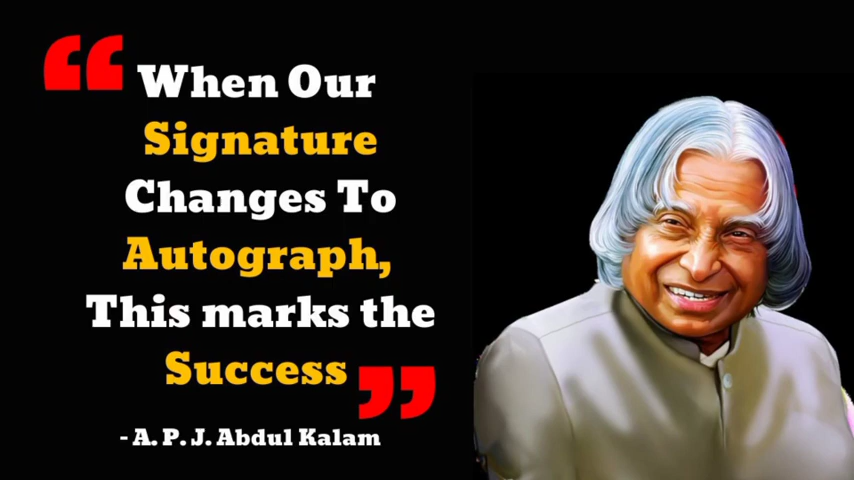 “ When Our
Signature
Changes To
Autograph,
This marks the
Success ”
- A. P. J. Abdul Kalam